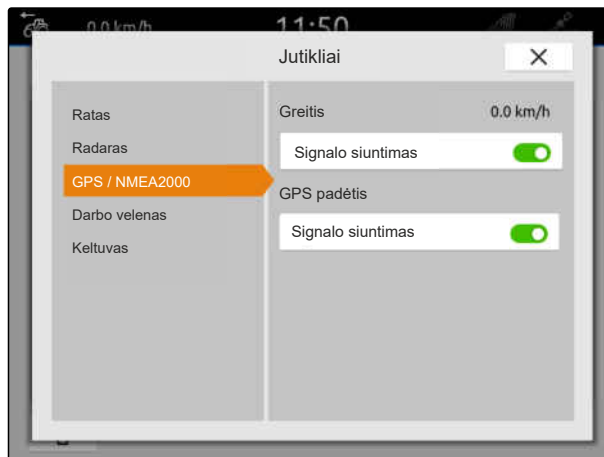 0.0 km/h
11:50
Jutikliai
Ratas
Radaras
GPS / NMEA2000
Darbo velenas
Keltuvas
Greitis 0.0 km/h
Signalo siuntimas
GPS padėtis
Signalo siuntimas